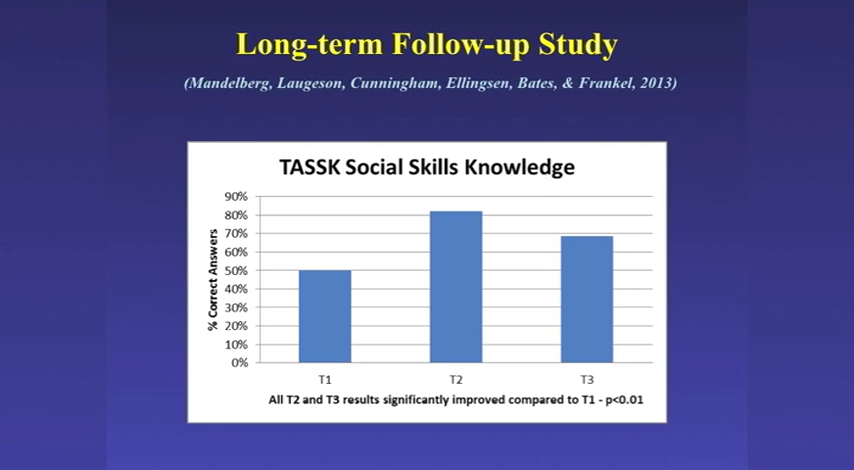 Long-term Follow-up Study
(Mandelberg, Laugeson, Cunningham, Ellingsen, Bates, & Frankel, 2013)
TASSK Social Skills Knowledge
% Correct Answers
90%
80%
70%
60%
50%
40%
30%
20%
10%
0%
T1 T2 T3
All T2 and T3 results significantly improved compared to T1 - p<0.01